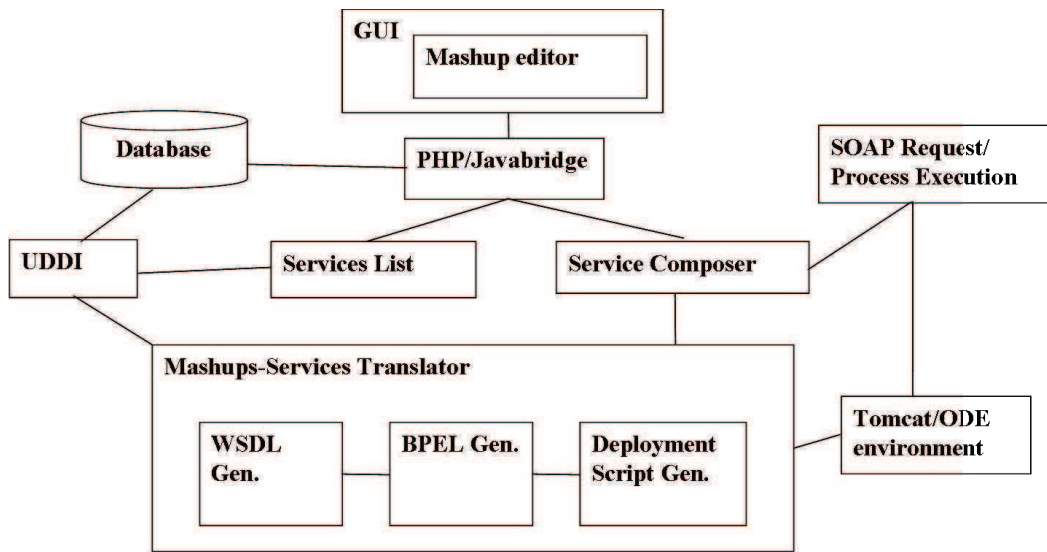 GUI
Mashup editor
Database
PHP/Javabridge
SOAP Request/
Process Execution
UDDI
Services List
Service Composer
Mashups-Services Translator
WSDL
Gen.
BPEL Gen.
Deployment
Script Gen.
Tomcat/ODE
environment